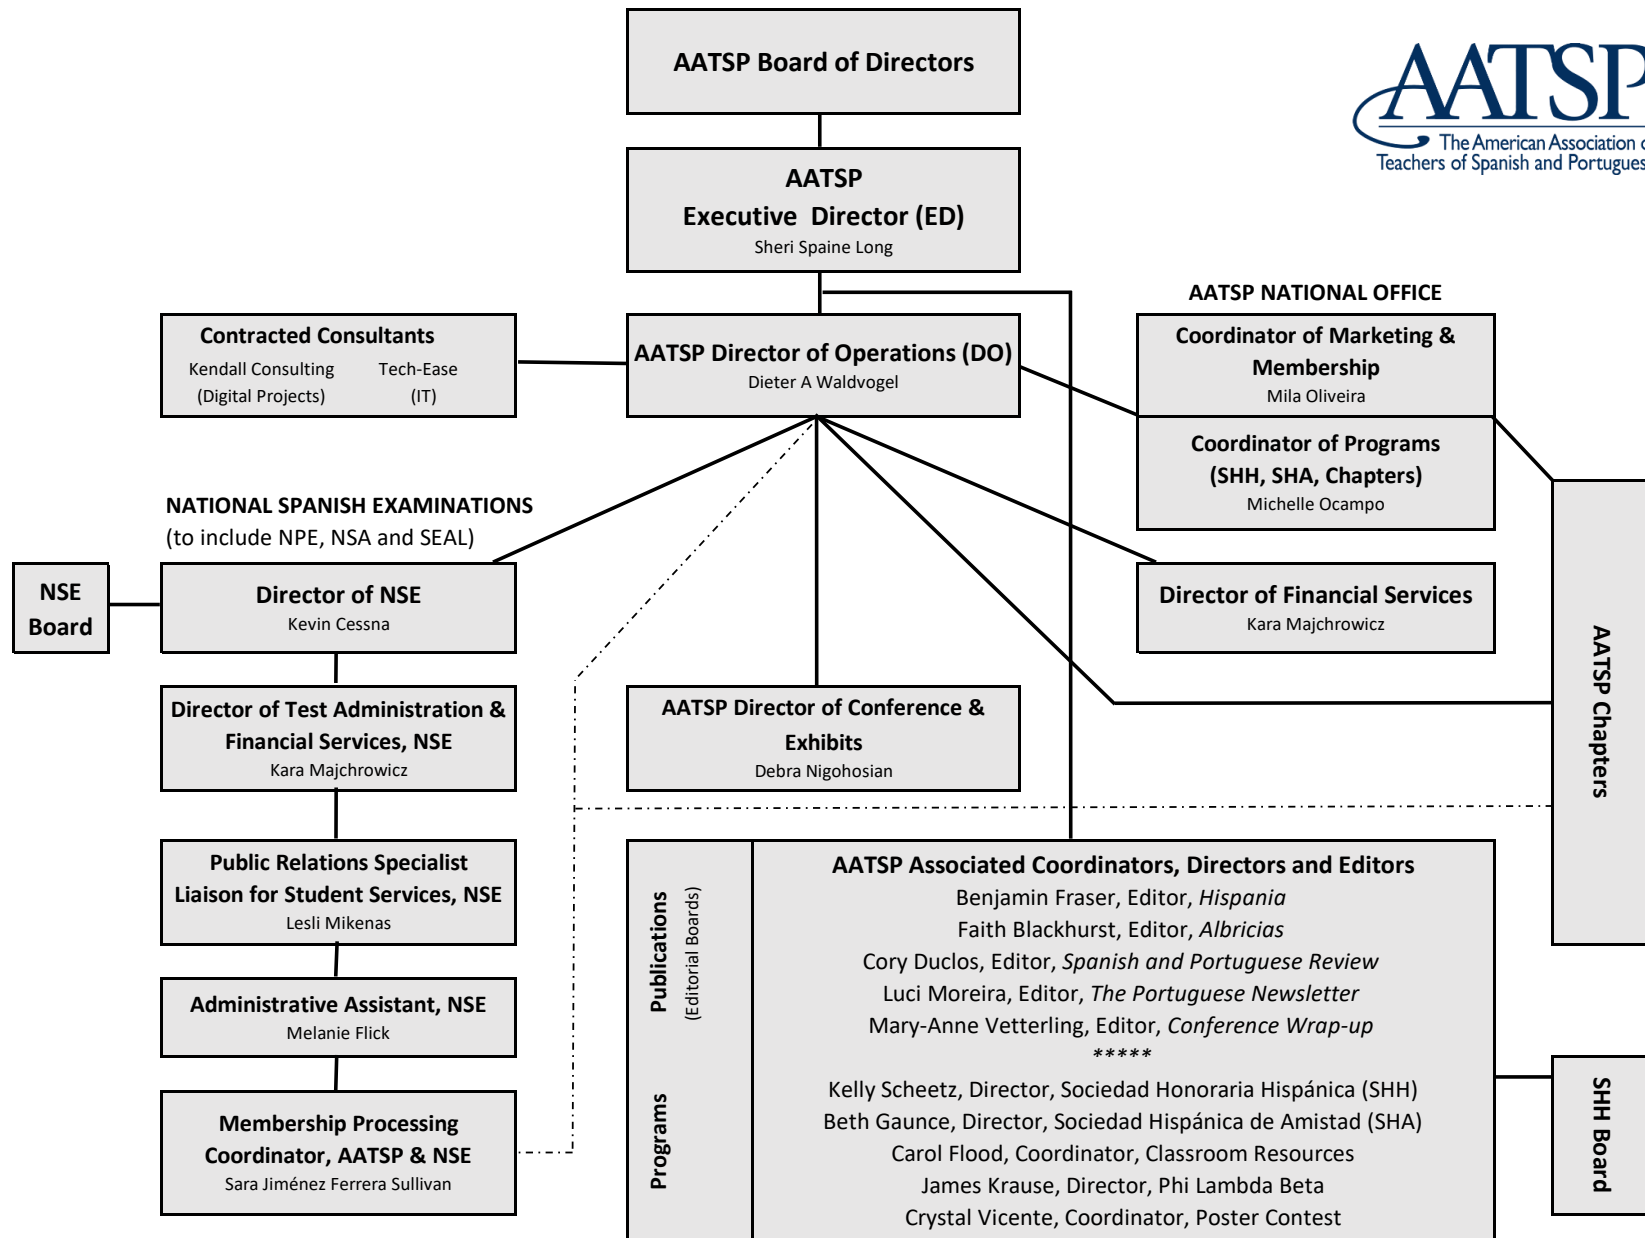 AATSP Board of Directors
AATSP
The American Association
Teachers of Spanish and Portugues
AATSP
Executive Director (ED)
Sheri Spaine Long
AATSP NATIONAL OFFICE
Contracted Consultants
Kendall Consulting
(Digital Projects)
Tech-Ease
(IT)
AATSP Director of Operations (DO)
Dieter A Waldvogel
Coordinator of Marketing &
Membership
Mila Oliveira
Coordinator of Programs
(SHH, SHA, Chapters)
Michelle Ocampo
NATIONAL SPANISH EXAMINATIONS
(to include NPE, NSA and SEAL)
NSE
Board
Director of NSE
Kevin Cessna
Director of Financial Services
Kara Majchrowicz
AATSP Chapters
Director of Test Administration &
Financial Services, NSE
Kara Majchrowicz
AATSP Director of Conference &
Exhibits
Debra Nigohosian
Public Relations Specialist
Liaison for Student Services, NSE
Lesli Mikenas
Administrative Assistant, NSE
Melanie Flick
Membership Processing
Coordinator, AATSP & NSE
Sara Jiménez Ferrera Sullivan
Publications
(Editorial Boards)
Programs
AATSP Associated Coordinators, Directors and Editors
Benjamin Fraser, Editor, Hispania
Faith Blackhurst, Editor, Albricias
Cory Duclos, Editor, Spanish and Portuguese Review
Luci Moreira, Editor, The Portuguese Newsletter
Mary-Anne Vetterling, Editor, Conference Wrap-up
*****
Kelly Scheetz, Director, Sociedad Honoraria Hispánica (SHH)
Beth Gaunce, Director, Sociedad Hispánica de Amistad (SHA)
Carol Flood, Coordinator, Classroom Resources
James Krause, Director, Phi Lambda Beta
Crystal Vicente, Coordinator, Poster Contest
SHH Board